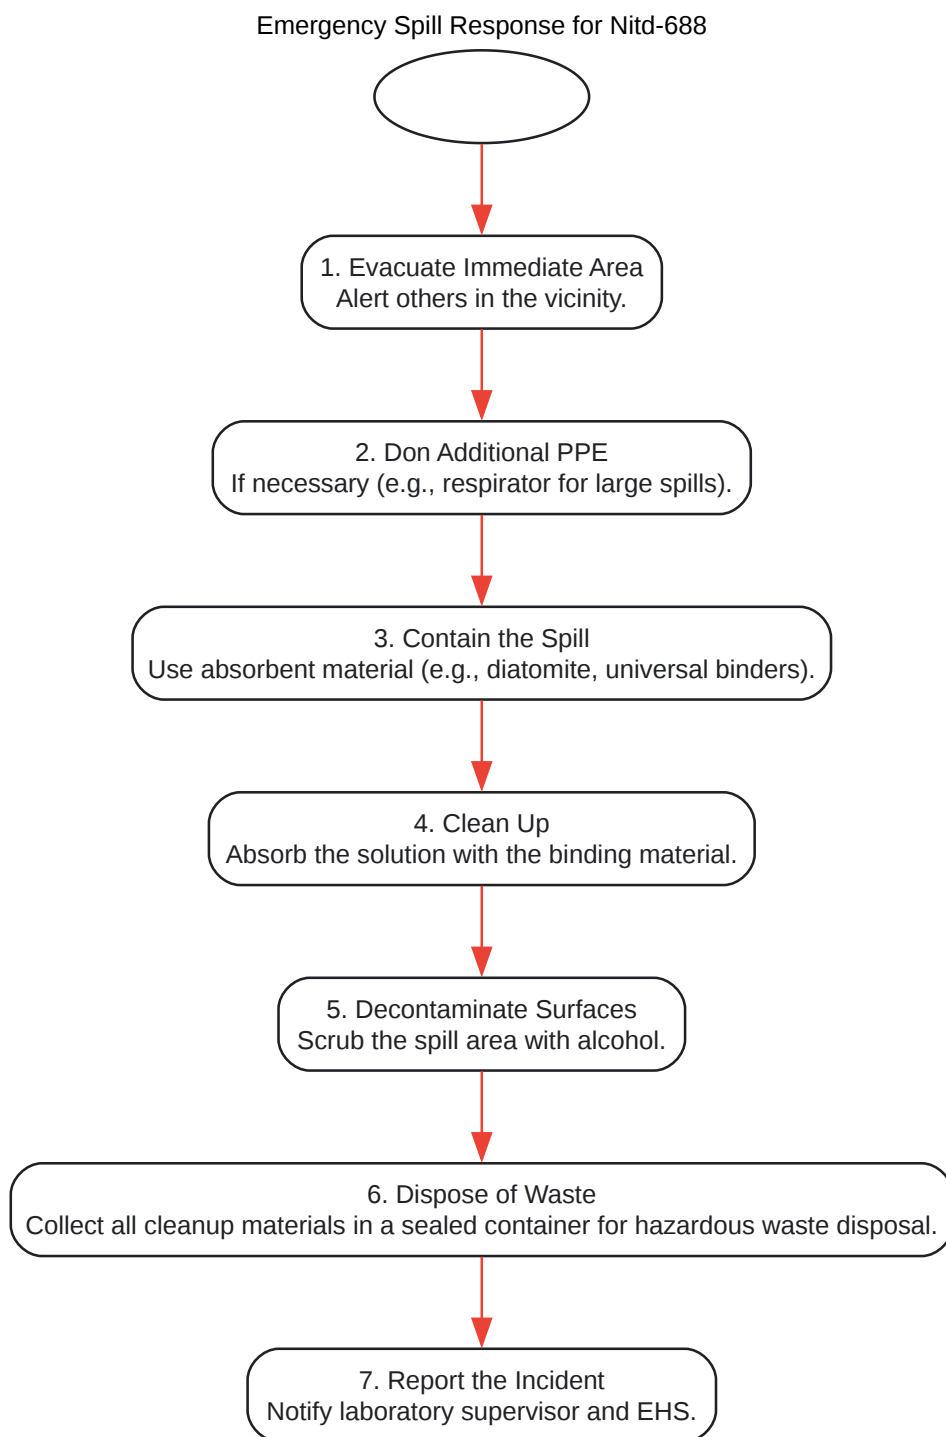 Emergency Spill Response for Nitd-688
1. Evacuate Immediate Area
Alert others in the vicinity.
2. Don Additional PPE
If necessary (e.g., respirator for large spills).
3. Contain the Spill
Use absorbent material (e.g., diatomite, universal binders).
4. Clean Up
Absorb the solution with the binding material.
5. Decontaminate Surfaces
Scrub the spill area with alcohol.
6. Dispose of Waste
Collect all cleanup materials in a sealed container for hazardous waste disposal.
7. Report the Incident
Notify laboratory supervisor and EHS.